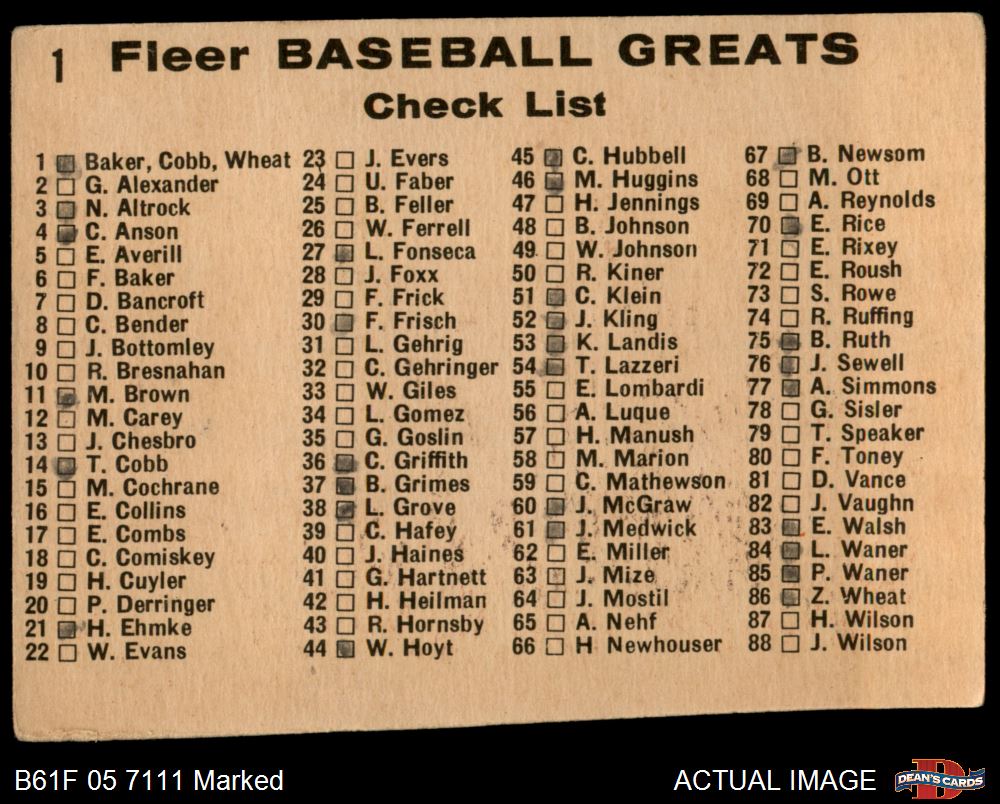 1 Fleer BASEBALL GREATS
Check List
1 Baker, Cobb, Wheat
2 G. Alexander
3 N. Altrock
4 C. Anson
5 E. Averill
6 F. Baker
7 D. Bancroft
8 C. Bender
9 J. Bottomley
10 R. Bresnahan
11 M. Brown
12 M. Carey
13 J. Chesbro
14 T. Cobb
15 M. Cochrane
16 E. Collins
17 E. Combs
18 C. Comiskey
19 H. Cuyler
20 P. Derringer
21 H. Ehmke
22 W. Evans
23 J. Evers
24 U. Faber
25 B. Feller
26 W. Ferrell
27 L. Fonseca
28 J. Foxx
29 F. Frick
30 F. Frisch
31 L. Gehrig
32 C. Gehringer
33 W. Giles
34 L. Gomez
35 G. Goslin
36 C. Griffith
37 B. Grimes
38 L. Grove
39 C. Hafey
40 J. Haines
41 G. Hartnett
42 H. Heilman
43 R. Hornsby
44 W. Hoyt
45 C. Hubbell
46 M. Huggins
47 H. Jennings
48 B. Johnson
49 W. Johnson
50 R. Kiner
51 C. Klein
52 J. Kling
53 K. Landis
54 T. Lazzeri
55 E. Lombardi
56 A. Luque
57 H. Manush
58 M. Marion
59 C. Mathewson
60 J. McGraw
61 J. Medwick
62 E. Miller
63 J. Mize
64 J. Mostil
65 A. Nehf
66 H Newhouser
67 B. Newsom
68 M. Ott
69 A. Reynolds
70 E. Rice
71 E. Rixey
72 E. Roush
73 S. Rowe
74 R. Ruffing
75 B. Ruth
76 J. Sewell
77 A. Simmons
78 G. Sisler
79 T. Speaker
80 F. Toney
81 D. Vance
82 J. Vaughn
83 E. Walsh
84 L. Waner
85 P. Waner
86 Z. Wheat
87 H. Wilson
88 J. Wilson
B61F 05 7111 Marked
ACTUAL IMAGE
D
DEAN'S CARDS